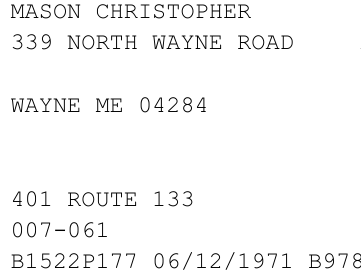 MASON CHRISTOPHER
339 NORTH WAYNE ROAD
WAYNE ME 04284
401 ROUTE 133
007-061
B1522P177 06/12/1971 B978